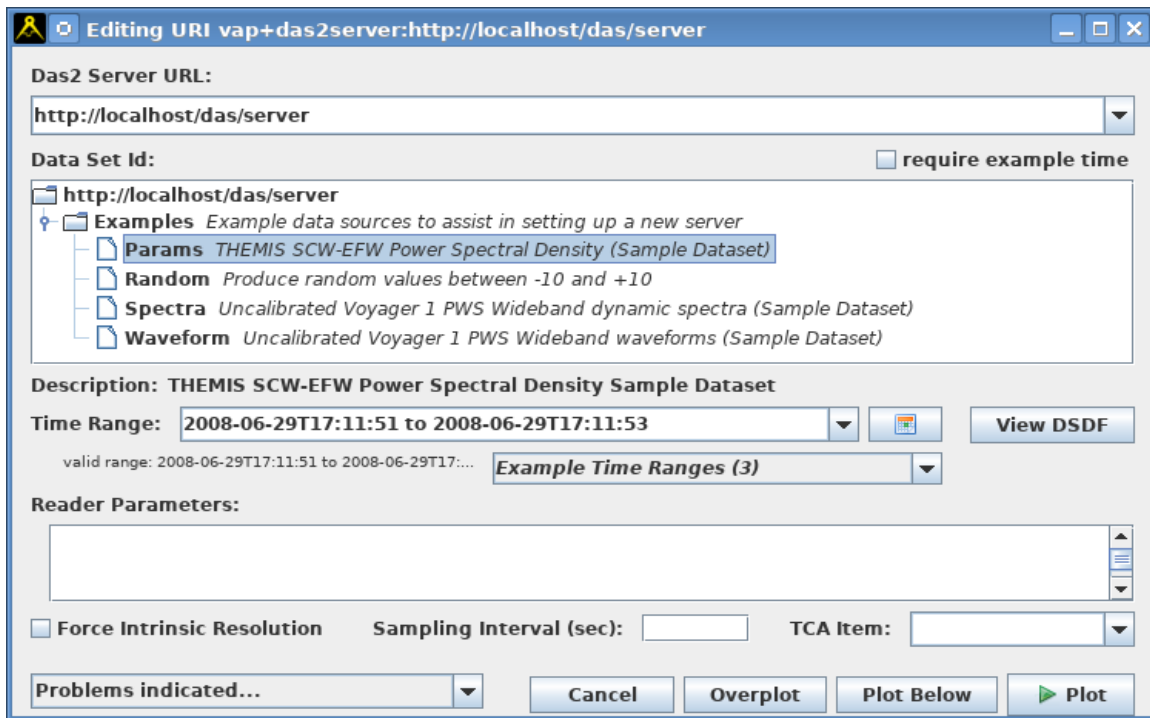 Editing URI vap+das2server:http://localhost/das/server
Das2 Server URL:
http://localhost/das/server
Data Set Id: require example time
http://localhost/das/server
Examples Example data sources to assist in setting up a new server
Params THEMIS SCW-EFW Power Spectral Density (Sample Dataset)
Random Produce random values between -10 and +10
Spectra Uncalibrated Voyager 1 PWS Wideband dynamic spectra (Sample Dataset)
Waveform Uncalibrated Voyager 1 PWS Wideband waveforms (Sample Dataset)
Description: THEMIS SCW-EFW Power Spectral Density Sample Dataset
Time Range: 2008-06-29T17:11:51 to 2008-06-29T17:11:53 View DSDF
valid range: 2008-06-29T17:11:51 to 2008-06-29T17:... Example Time Ranges (3)
Reader Parameters:
Force Intrinsic Resolution Sampling Interval (sec): TCA Item:
Problems indicated... Cancel Overplot Plot Below Plot